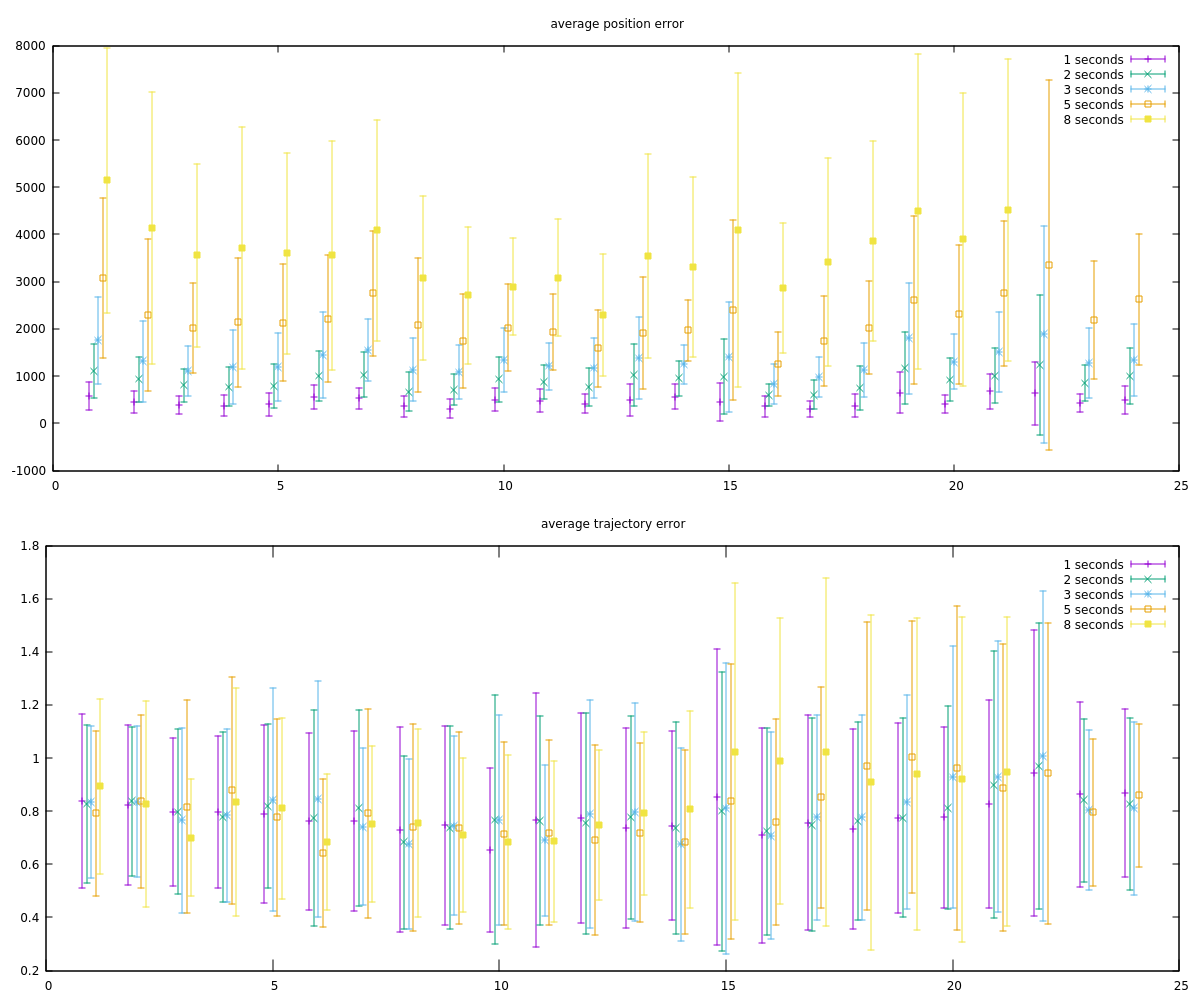 average position error
8000
7000
6000
5000
4000
3000
2000
1000
0
-1000
1 seconds
2 seconds
3 seconds
5 seconds
8 seconds
0 5 10 15 20 25
average trajectory error
1.8
1.6
1.4
1.2
1
0.8
0.6
0.4
0.2
1 seconds
2 seconds
3 seconds
5 seconds
8 seconds
0 5 10 15 20 25